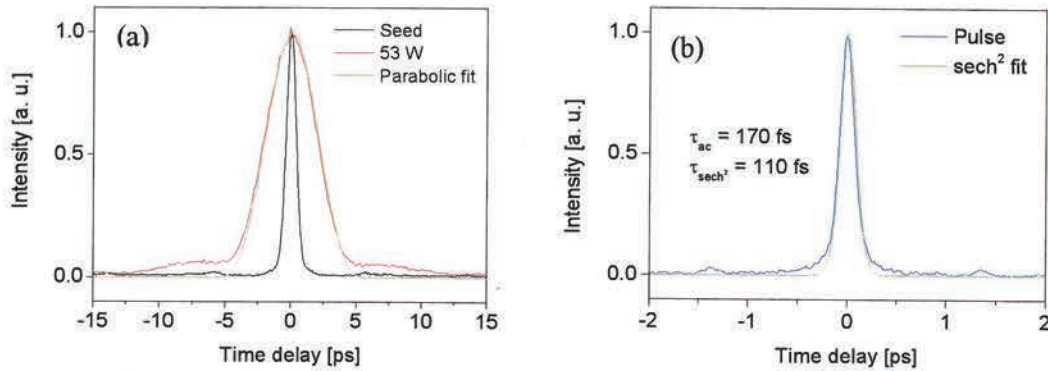 (a)
Seed
53 W
Parabolic fit
Intensity [a. u.]
1.0
0.5
0.0
-15
-10
-5
0
5
10
15
Time delay [ps]
(b)
Pulse
sech² fit
τac = 170 fs
τsech² = 110 fs
Intensity [a. u.]
1.0
0.5
0.0
-2
-1
0
1
2
Time delay [ps]